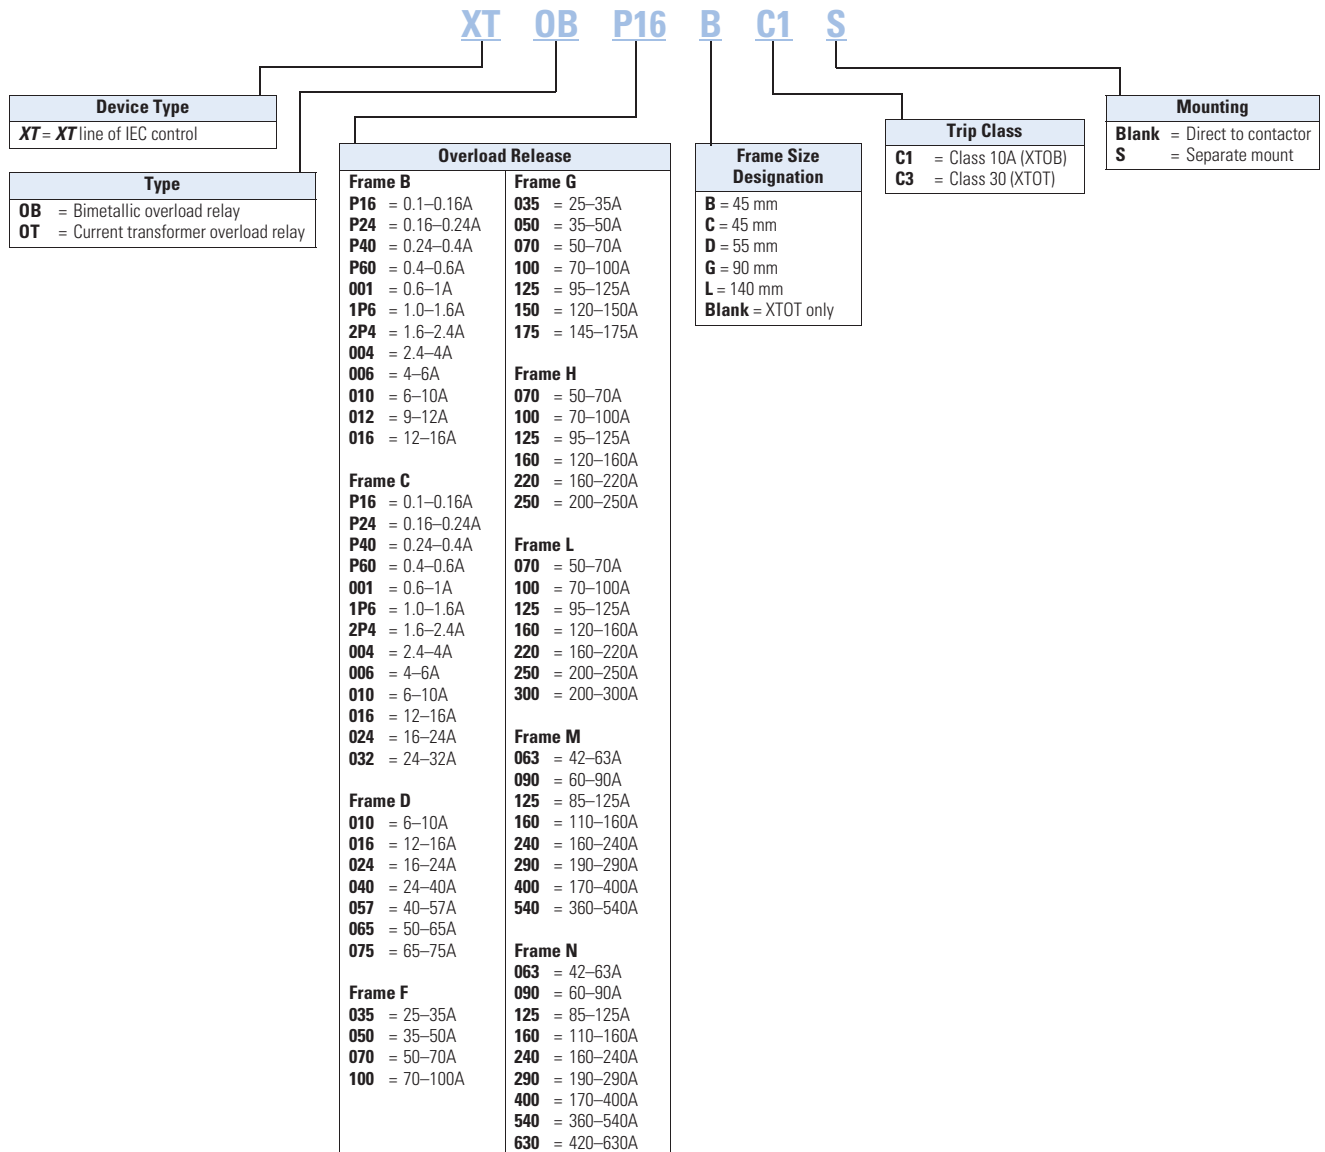 XT OB P16 B C1 S
Device Type
XT = XT line of IEC control
Type
OB = Bimetallic overload relay
OT = Current transformer overload relay
Overload Release
Frame B
P16 = 0.1–0.16A
P24 = 0.16–0.24A
P40 = 0.24–0.4A
P60 = 0.4–0.6A
001 = 0.6–1A
1P6 = 1.0–1.6A
2P4 = 1.6–2.4A
004 = 2.4–4A
006 = 4–6A
010 = 6–10A
012 = 9–12A
016 = 12–16A
Frame C
P16 = 0.1–0.16A
P24 = 0.16–0.24A
P40 = 0.24–0.4A
P60 = 0.4–0.6A
001 = 0.6–1A
1P6 = 1.0–1.6A
2P4 = 1.6–2.4A
004 = 2.4–4A
006 = 4–6A
010 = 6–10A
016 = 12–16A
024 = 16–24A
032 = 24–32A
Frame D
010 = 6–10A
016 = 12–16A
024 = 16–24A
040 = 24–40A
057 = 40–57A
065 = 50–65A
075 = 65–75A
Frame F
035 = 25–35A
050 = 35–50A
070 = 50–70A
100 = 70–100A
Frame G
035 = 25–35A
050 = 35–50A
070 = 50–70A
100 = 70–100A
125 = 95–125A
150 = 120–150A
175 = 145–175A
Frame H
070 = 50–70A
100 = 70–100A
125 = 95–125A
160 = 120–160A
220 = 160–220A
250 = 200–250A
Frame L
070 = 50–70A
100 = 70–100A
125 = 95–125A
160 = 120–160A
220 = 160–220A
250 = 200–250A
300 = 200–300A
Frame M
063 = 42–63A
090 = 60–90A
125 = 85–125A
160 = 110–160A
240 = 160–240A
290 = 190–290A
400 = 170–400A
540 = 360–540A
Frame N
063 = 42–63A
090 = 60–90A
125 = 85–125A
160 = 110–160A
240 = 160–240A
290 = 190–290A
400 = 170–400A
540 = 360–540A
630 = 420–630A
Frame Size
Designation
B = 45 mm
C = 45 mm
D = 55 mm
G = 90 mm
L = 140 mm
Blank = XTOT only
Trip Class
C1 = Class 10A (XTOB)
C3 = Class 30 (XTOT)
Mounting
Blank = Direct to contactor
S = Separate mount